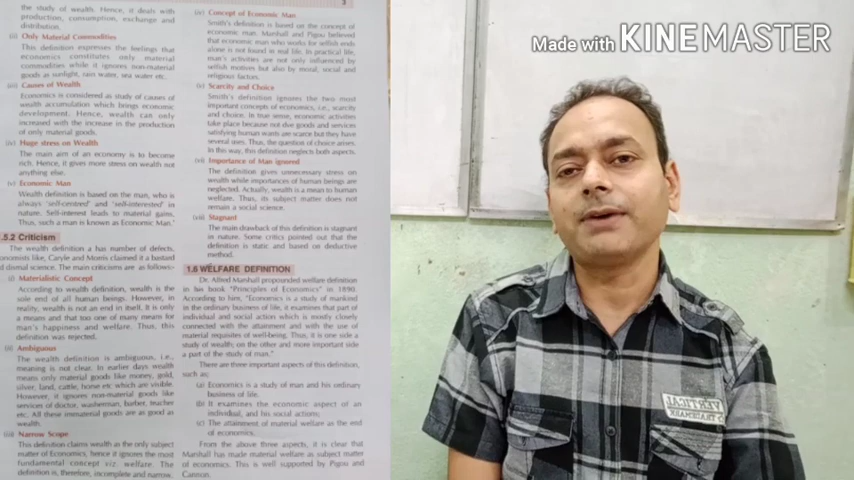 3
the study of wealth. Hence, it deals with
production, consumption, exchange and
distribution.
(ii) Only Material Commodities
This definition expresses the feelings that
economics constitutes only material
commodities while it ignores non-material
goods as sunlight, rain water, sea water etc.
(iii) Causes of Wealth
Economics is considered as study of causes of
wealth accumulation which brings economic
development. Hence, wealth can only
increased with the increase in the production
of only material goods.
(iv) Huge stress on Wealth
The main aim of an economy is to become
rich. Hence, it gives more stress on wealth not
anything else.
(v) Economic Man
Wealth definition is based on the man, who is
always 'self-centred' and 'self-interested' in
nature. Self-interest leads to material gains.
Thus, such a man is known as Economic Man."
.5.2 Criticism
The wealth definition a has number of defects.
onomists like, Caryle and Morris claimed it a bastard
d dismal science. The main criticisms are as follows:-
(i) Materialistic Concept
According to wealth definition, wealth is the
sole end of all human beings. However, in
reality, wealth is not an end in itself. It is only
a means and that too one of many means for
man's happiness and welfare. Thus, this
definition was rejected.
(ii) Ambiguous
The wealth definition is ambiguous, i.e.,
meaning is not clear. In earlier days wealth
means only material goods like money, gold,
silver, land, cattle, horse etc which are visible.
However, it ignores non-material goods like
services of doctor, washerman, barber, teacher
etc. All these immaterial goods are as good as
wealth.
(iii) Narrow Scope
This definition claims wealth as the only subject
matter of Economics, hence it ignores the most
fundamental concept viz. welfare. The
definition is, therefore, incomplete and narrow.
(iv) Concept of Economic Man
Smith's definition is based on the concept of
economic man. Marshall and Pigou believed
that economic man who works for selfish ends
alone is not found in real life. In practical life,
man's activities are not only influenced by
selfish motives but also by moral, social and
religious factors.
(v) Scarcity and Choice
Smith's definition ignores the two most
important concepts of economics, i.e., scarcity
and choice. In true sense, economic activities
take place because not due goods and services
satisfying human wants are scarce but they have
several uses. Thus, the question of choice arises.
In this way, this definition neglects both aspects.
(vi) Importance of Man ignored
The definition gives unnecessary stress on
wealth while importances of human beings are
neglected. Actually, wealth is a mean to human
welfare. Thus, its subject matter does not
remain a social science.
Stagnant
The main drawback of this definition is stagnant
in nature. Some critics pointed out that the
definition is static and based on deductive
method.
1.6 WELFARE DEFINITION
Dr. Alfred Marshall propounded welfare definition
in his book "Principles of Economics" in 1890.
According to him, "Economics is a study of mankind
in the ordinary business of life, it examines that part of
individual and social action which is mostly closely
connected with the attainment and with the use of
material requisites of well-being. Thus, it is one side a
study of wealth; on the other and more important side
a part of the study of man."
There are three important aspects of this definition,
such as:
(a) Economics is a study of man and his ordinary
business of life.
(b) It examines the economic aspect of an
individual, and his social actions;
(c) The attainment of material welfare as the end
of economics.
From the above three aspects, it is clear that
Marshall has made material welfare as subject matter
of economics. This is well supported by Pigou and
Cannon.
Made with KINEMASTER
VERTICAL
TRADEMARK